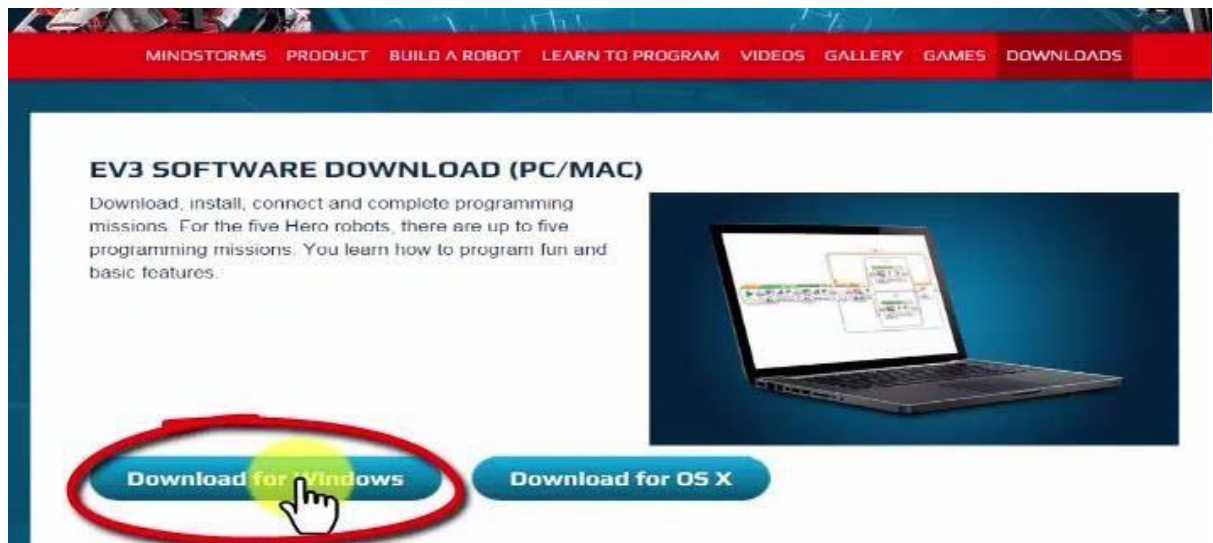 MINDSTORMS PRODUCT BUILD A ROBOT LEARN TO PROGRAM VIDEOS GALLERY GAMES DOWNLOADS
EV3 SOFTWARE DOWNLOAD (PC/MAC)
Download, install, connect and complete programming
missions. For the five Hero robots, there are up to five
programming missions. You learn how to program fun and
basic features.
Download for Windows
Download for OS X